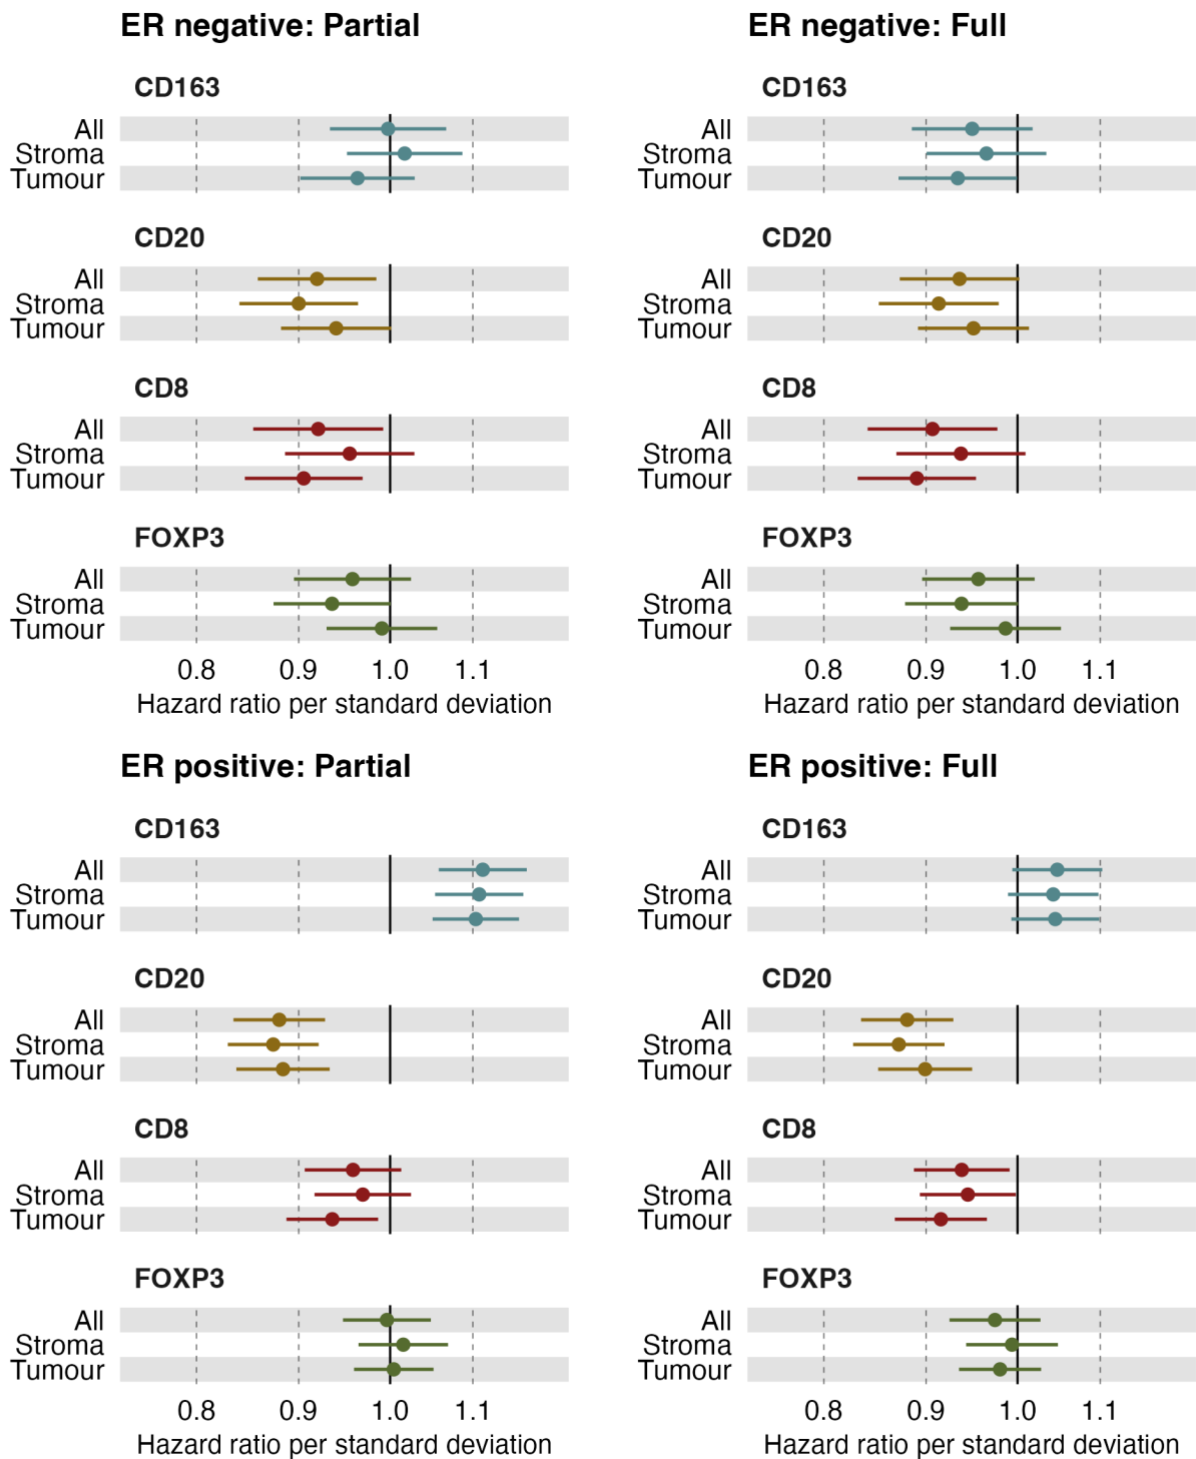 ER negative: Partial
CD163
All
Stroma
Tumour
CD20
All
Stroma
Tumour
CD8
All
Stroma
Tumour
FOXP3
All
Stroma
Tumour
0.8 0.9 1.0 1.1
Hazard ratio per standard deviation
ER negative: Full
CD163
All
Stroma
Tumour
CD20
All
Stroma
Tumour
CD8
All
Stroma
Tumour
FOXP3
All
Stroma
Tumour
0.8 0.9 1.0 1.1
Hazard ratio per standard deviation
ER positive: Partial
CD163
All
Stroma
Tumour
CD20
All
Stroma
Tumour
CD8
All
Stroma
Tumour
FOXP3
All
Stroma
Tumour
0.8 0.9 1.0 1.1
Hazard ratio per standard deviation
ER positive: Full
CD163
All
Stroma
Tumour
CD20
All
Stroma
Tumour
CD8
All
Stroma
Tumour
FOXP3
All
Stroma
Tumour
0.8 0.9 1.0 1.1
Hazard ratio per standard deviation